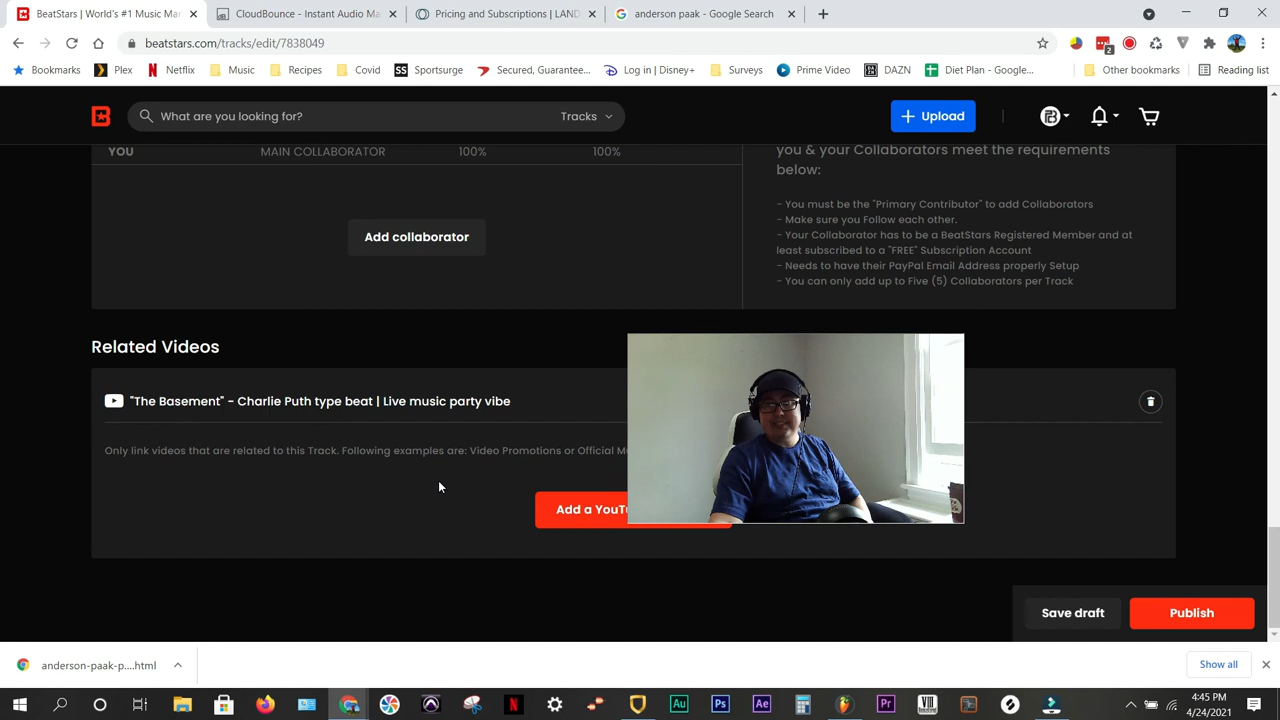 BeatStars | World's #1 Music Mar
CloudBounce - Instant Audio Ma
Pricing and Subscriptions | LAND
anderson paak - Google Search
beatstars.com/tracks/edit/7838049
2
Bookmarks
Plex
Netflix
Music
Recipes
Covid
Sportsurge
Secured, Guarantee...
Log in | Disney+
Surveys
Prime Video
DAZN
Diet Plan - Google...
Other bookmarks
Reading list
What are you looking for?
Tracks
Upload
YOU
MAIN COLLABORATOR
100%
100%
you & your Collaborators meet the requirements
below:
- You must be the "Primary Contributor" to add Collaborators
- Make sure you Follow each other.
- Your Collaborator has to be a BeatStars Registered Member and at
least subscribed to a "FREE" Subscription Account
- Needs to have their PayPal Email Address properly Setup
- You can only add up to Five (5) Collaborators per Track
Add collaborator
Related Videos
"The Basement" - Charlie Puth type beat | Live music party vibe
Only link videos that are related to this Track. Following examples are: Video Promotions or Official M
Add a YouTu
Save draft
Publish
anderson-paak-p....html
Show all
N
Au
Ps
Ae
Pr
4:45 PM
4/24/2021